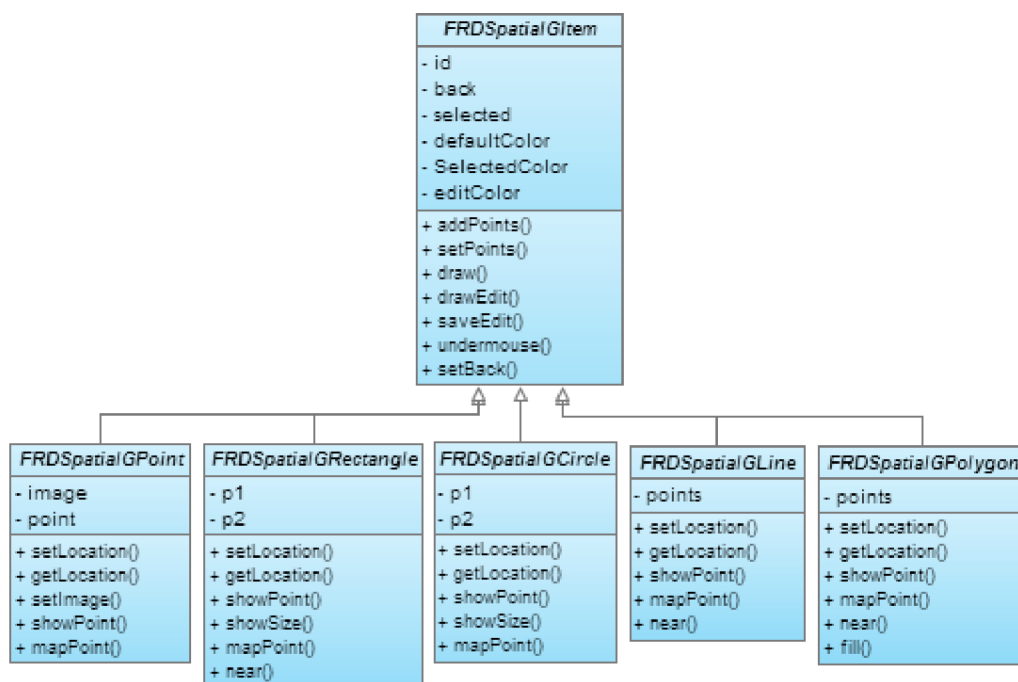 FRDSpatialGItem
- id
- back
- selected
- defaultColor
- SelectedColor
- editColor
+ addPoints()
+ setPoints()
+ draw()
+ drawEdit()
+ saveEdit()
+ undermouse()
+ setBack()
FRDSpatialGPoint
- image
- point
+ setLocation()
+ getLocation()
+ setImage()
+ showPoint()
+ mapPoint()
FRDSpatialGRectangle
- p1
- p2
+ setLocation()
+ getLocation()
+ showPoint()
+ showSize()
+ mapPoint()
+ near()
FRDSpatialGCircle
- p1
- p2
+ setLocation()
+ getLocation()
+ showPoint()
+ showSize()
+ mapPoint()
FRDSpatialGLine
- points
+ setLocation()
+ getLocation()
+ showPoint()
+ mapPoint()
+ near()
FRDSpatialGPolygon
- points
+ setLocation()
+ getLocation()
+ showPoint()
+ mapPoint()
+ near()
+ fill()